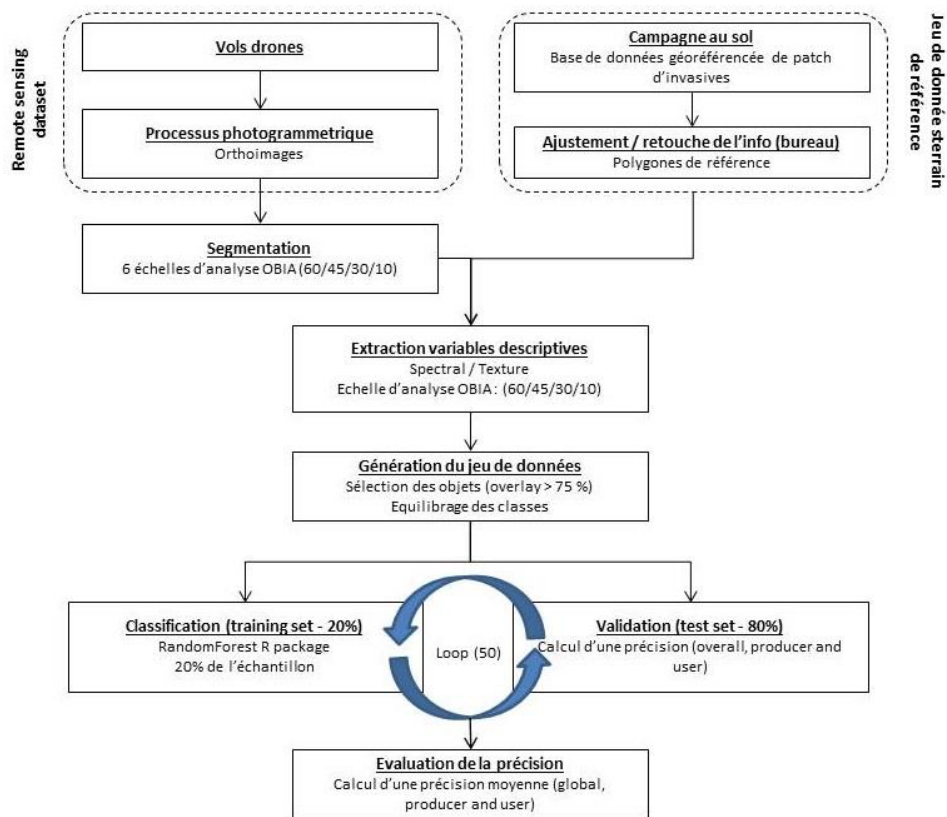 Remote sensing
dataset
Vols drones
Processus photogrammetrique
Orthoimages
Campagne au sol
Base de données géoréférencée de patch
d'invasives
Ajustement / retouche de l'info (bureau)
Polygones de référence
Jeu de donnée sterrain
de référence
Segmentation
6 échelles d'analyse OBIA (60/45/30/10)
Extraction variables descriptives
Spectral / Texture
Echelle d'analyse OBIA : (60/45/30/10)
Génération du jeu de données
Sélection des objets (overlay > 75 %)
Equilibrage des classes
Classification (training set - 20%)
RandomForest R package
20% de l'échantillon
Loop (50)
Validation (test set - 80%)
Calcul d'une précision (overall, producer and
user)
Evaluation de la précision
Calcul d'une précision moyenne (global,
producer and user)